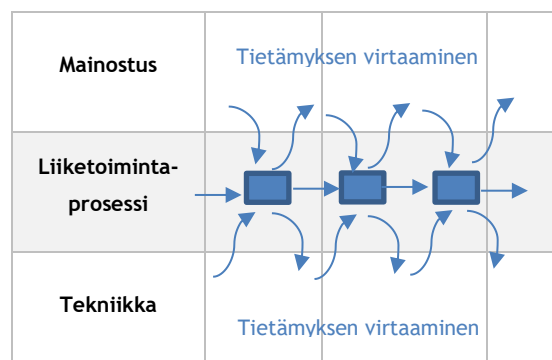 Mainostus
Tietämyksen virtaaminen
Liiketoiminta-
prosessi
Tekniikka
Tietämyksen virtaaminen